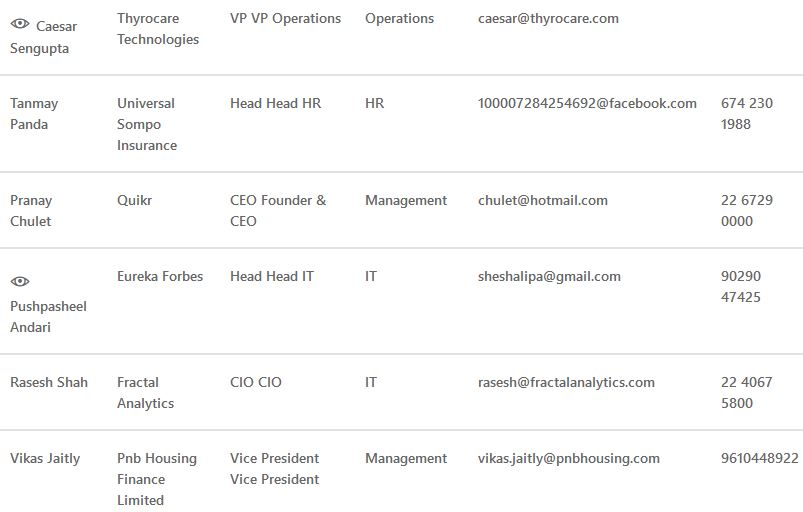 Caesar Sengupta	Thyrocare Technologies	VP VP Operations	Operations	caesar@thyrocare.com
Tanmay Panda	Universal Sompo Insurance	Head Head HR	HR	100007284254692@facebook.com	674 230 1988
Pranay Chulet	Quikr	CEO Founder & CEO	Management	chulet@hotmail.com	22 6729 0000
Pushpasheel Andari	Eureka Forbes	Head Head IT	IT	sheshalipa@gmail.com	90290 47425
Rasesh Shah	Fractal Analytics	CIO CIO	IT	rasesh@fractalanalytics.com	22 4067 5800
Vikas Jaitly	Pnb Housing Finance Limited	Vice President Vice President	Management	vikas.jaitly@pnbhousing.com	9610448922